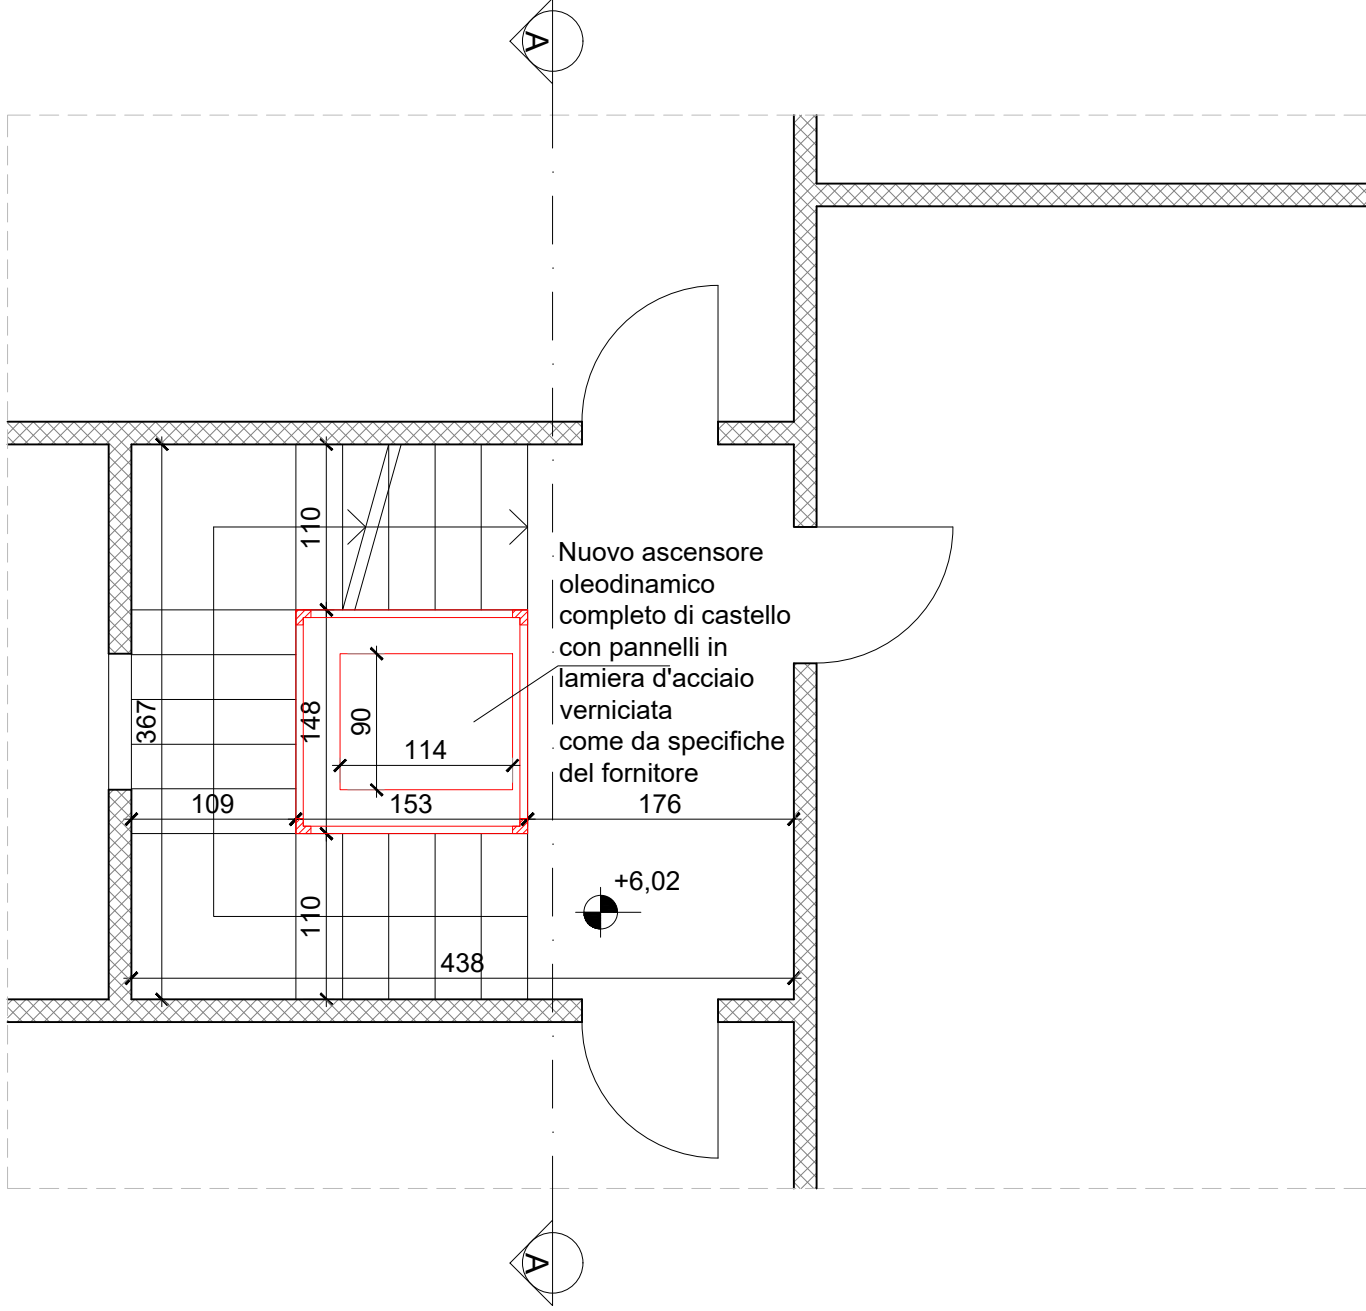 A
110
Nuovo ascensore
oleodinamico
completo di castello
con pannelli in
lamiera d'acciaio
verniciata
come da specifiche
del fornitore
367
148
90
114
109
153
176
+6,02
110
438
A